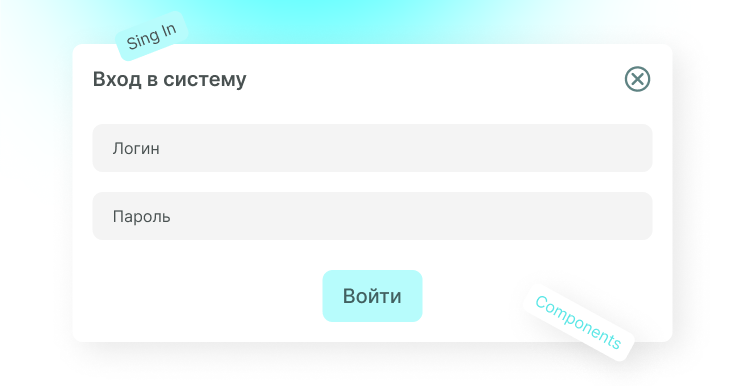 Sing In
Вход в систему
Логин
Пароль
Войти
Components